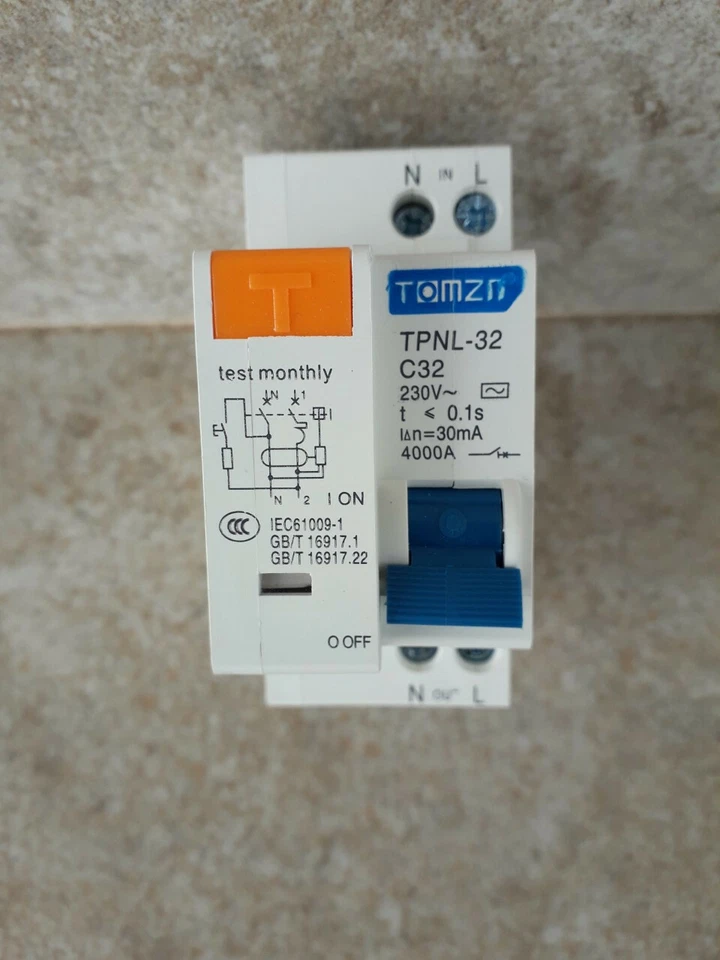 N IN L
T
TOMZN
TPNL-32
C32
230V~
t ≤ 0.1s
I∆n=30mA
4000A
test monthly
N 1
I
N 2
I ON
CCC
IEC61009-1
GB/T 16917.1
GB/T 16917.22
O OFF
N OUT L